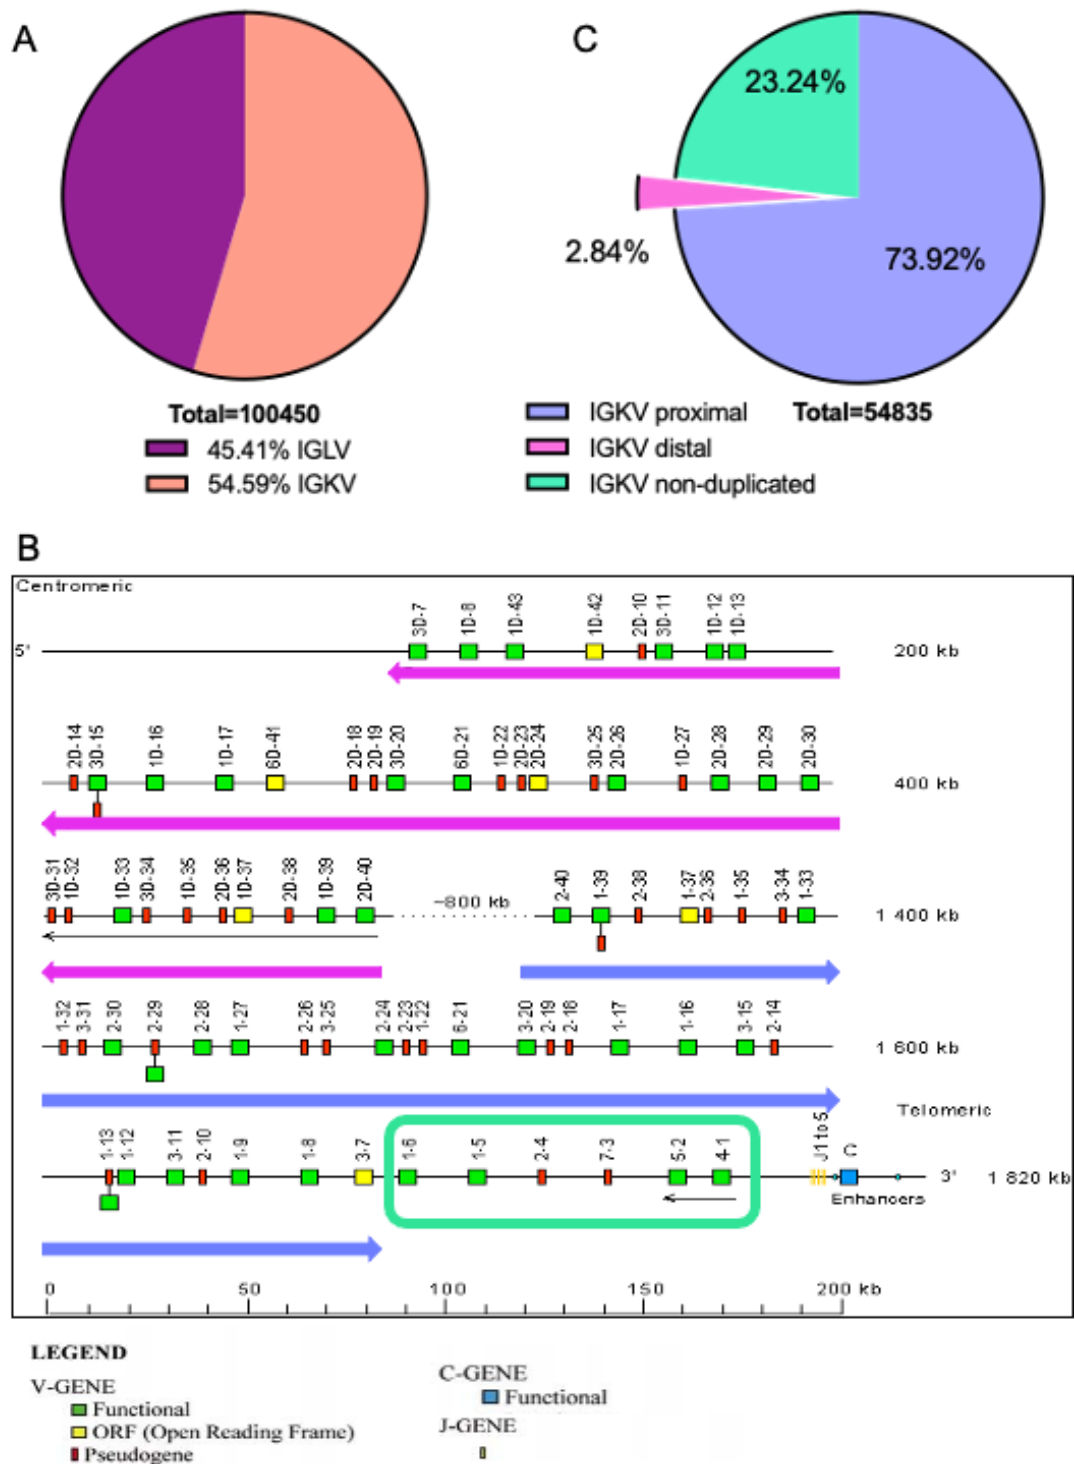 A
C
23.24%
2.84%
73.92%
Total=100450
45.41% IGLV
54.59% IGKV
IGKV proximal
Total=54835
IGKV distal
IGKV non-duplicated
B
Centromeric
3D-7 1D-8 1D-43 1D-42 2D-10 3D-11 1D-12 1D-13
5' 200 kb
2D-14 3D-15 1D-16 1D-17 6D-41 2D-18 2D-19 3D-20 6D-21 1D-22 2D-23 2D-24 3D-25 2D-26 1D-27 2D-28 2D-29 2D-30
400 kb
3D-31 1D-32 1D-33 3D-34 1D-35 2D-36 1D-37 2D-38 1D-39 2D-40 ~800 kb 2-40 1-39 2-38 1-37 2-36 1-35 3-34 1-33
1 400 kb
1-32 3-31 2-30 2-29 2-28 1-27 2-26 3-25 2-24 2-23 1-22 6-21 3-20 2-19 2-18 1-17 1-16 3-15 2-14
1 600 kb
Telomeric
1-13 1-12 3-11 2-10 1-9 1-8 3-7 1-6 1-5 2-4 7-3 5-2 4-1 J1 to 5 C
3' 1 820 kb
Enhancers
0 50 100 150 200 kb
LEGEND
V-GENE
Functional
ORF (Open Reading Frame)
Pseudogene
C-GENE
Functional
J-GENE